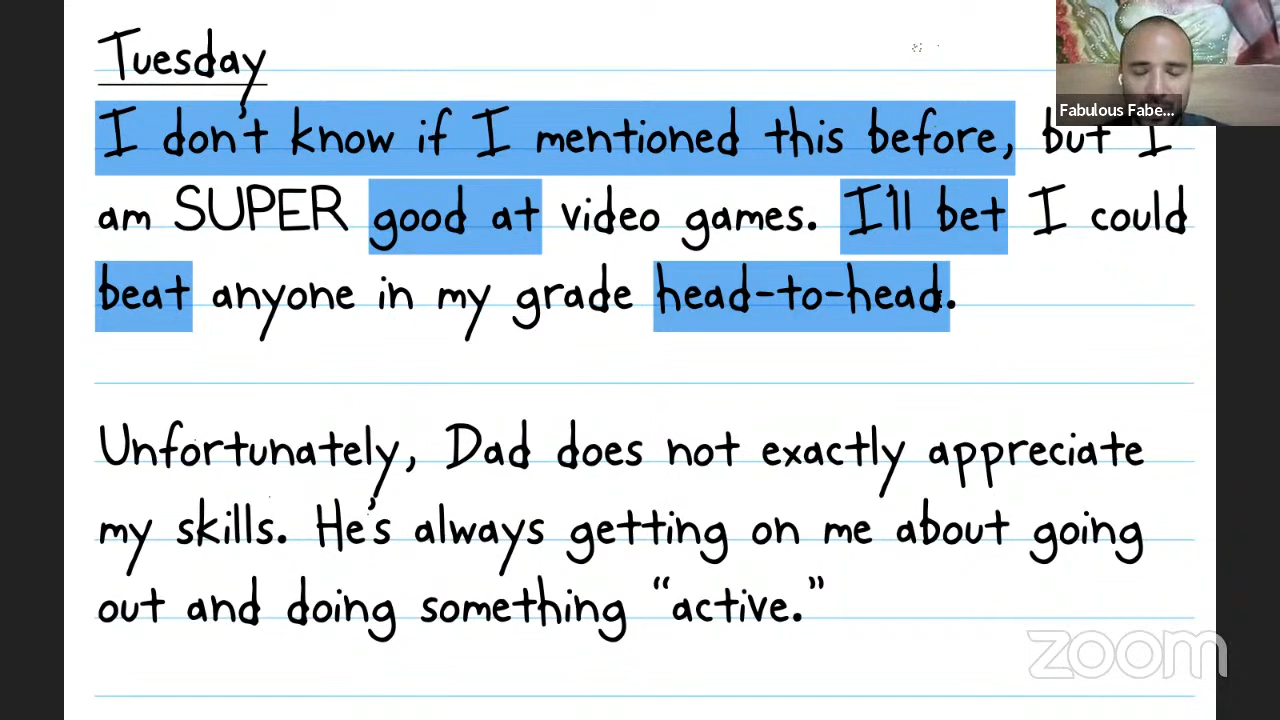 Tuesday
Fabulous Fabe...
I don't know if I mentioned this before, but I
am SUPER good at video games. I'll bet I could
beat anyone in my grade head-to-head.
Unfortunately, Dad does not exactly appreciate
my skills. He's always getting on me about going
out and doing something “active.”
zoom